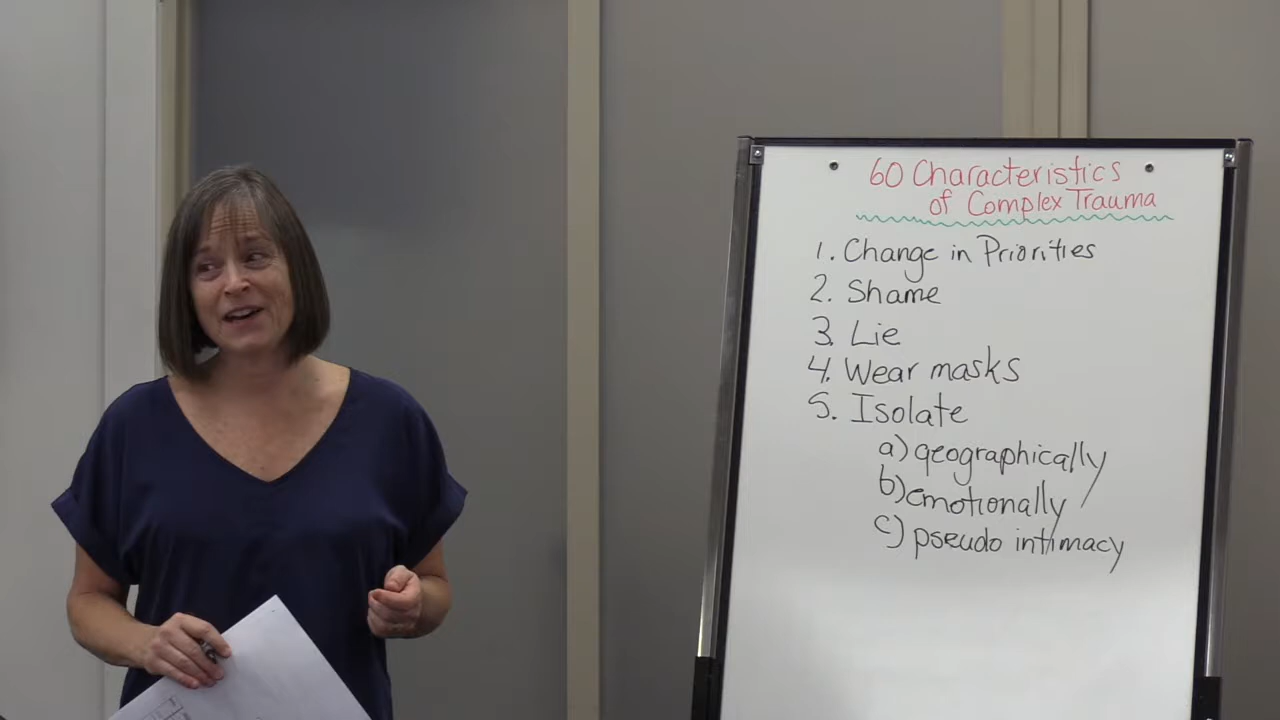 60 Characteristics
of Complex Trauma
1. Change in Priorities
2. Shame
3. Lie
4. Wear masks
5. Isolate
a) geographically
b) emotionally
c) pseudo intimacy